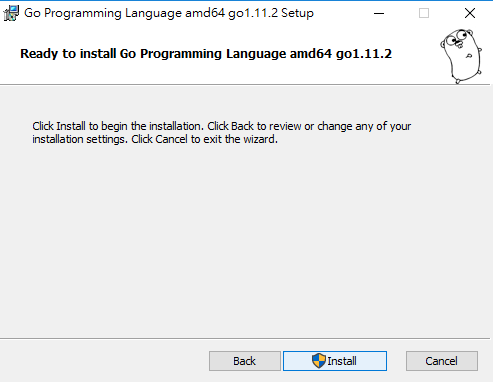 Go Programming Language amd64 go1.11.2 Setup
Ready to install Go Programming Language amd64 go1.11.2
Click Install to begin the installation. Click Back to review or change any of your
installation settings. Click Cancel to exit the wizard.
Back Install Cancel